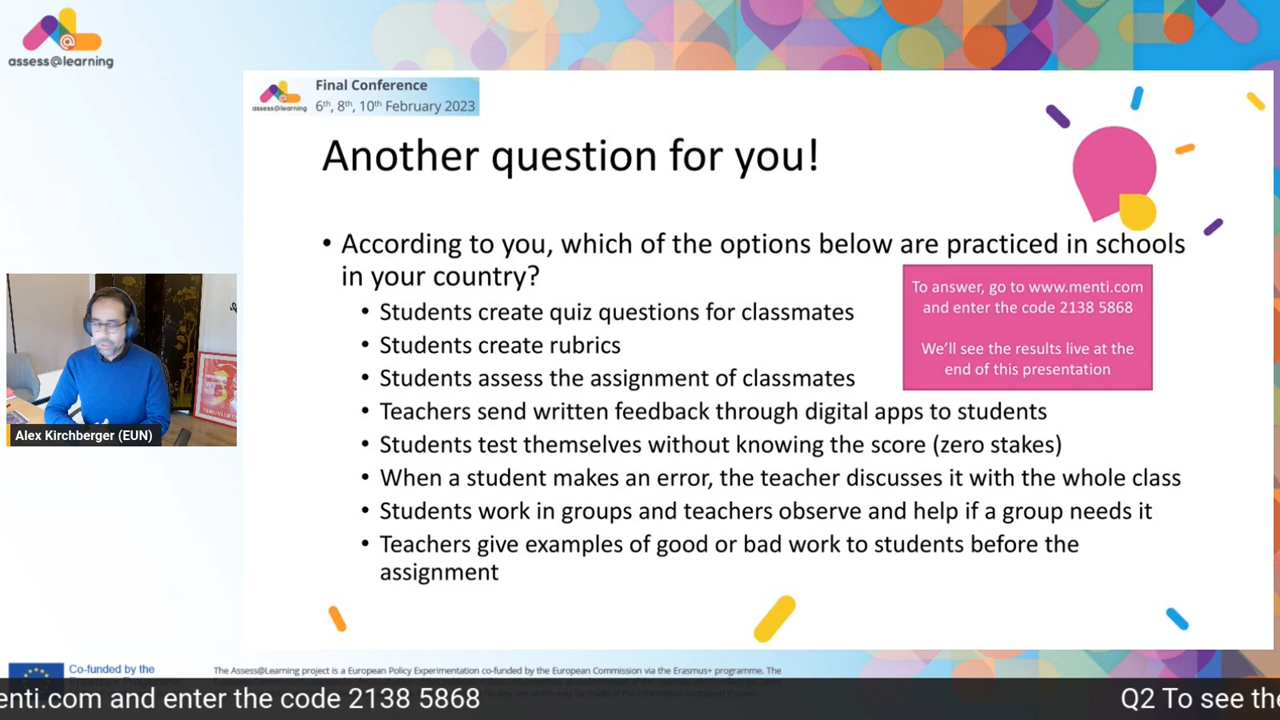 assess@learning
assess@learning
Final Conference
6th, 8th, 10th February 2023
Another question for you!
• According to you, which of the options below are practiced in schools
in your country?
• Students create quiz questions for classmates
• Students create rubrics
• Students assess the assignment of classmates
• Teachers send written feedback through digital apps to students
• Students test themselves without knowing the score (zero stakes)
• When a student makes an error, the teacher discusses it with the whole class
• Students work in groups and teachers observe and help if a group needs it
• Teachers give examples of good or bad work to students before the
assignment
To answer, go to www.menti.com
and enter the code 2138 5868
We'll see the results live at the
end of this presentation
Alex Kirchberger (EUN)
Co-funded by the
The Assess@Learning project is a European Policy Experimentation co-funded by the European Commission via the Erasmus+ programme. The
enti.com and enter the code 2138 5868
Q2 To see the